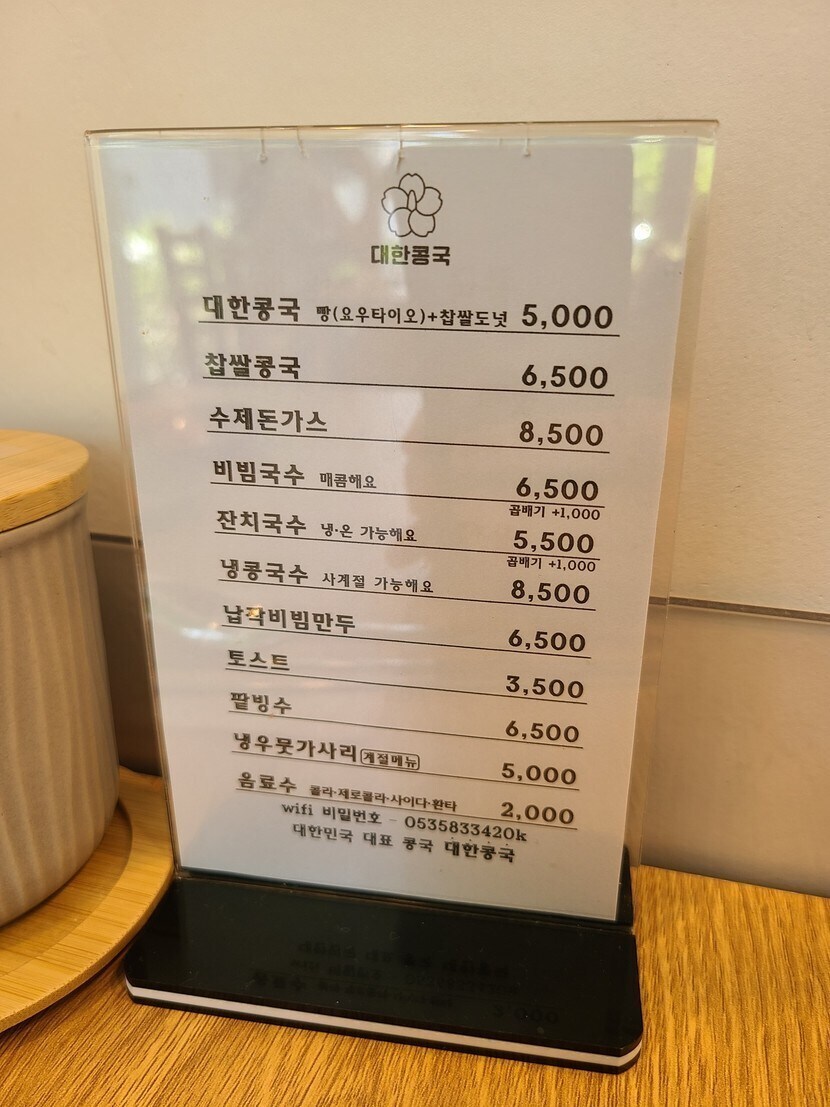 대한콩국
대한콩국 빵(요우타이오)+찹쌀도넛 5,000
찹쌀콩국 6,500
수제돈가스 8,500
비빔국수 매콤해요 6,500
곱배기 +1,000
잔치국수 냉·온 가능해요 5,500
곱배기 +1,000
냉콩국수 사계절 가능해요 8,500
납작비빔만두 6,500
토스트 3,500
팥빙수 6,500
냉우뭇가사리 계절메뉴 5,000
음료수 콜라·제로콜라·사이다·환타 2,000
wifi 비밀번호 - 0535833420k
대한민국 대표 콩국 대한콩국